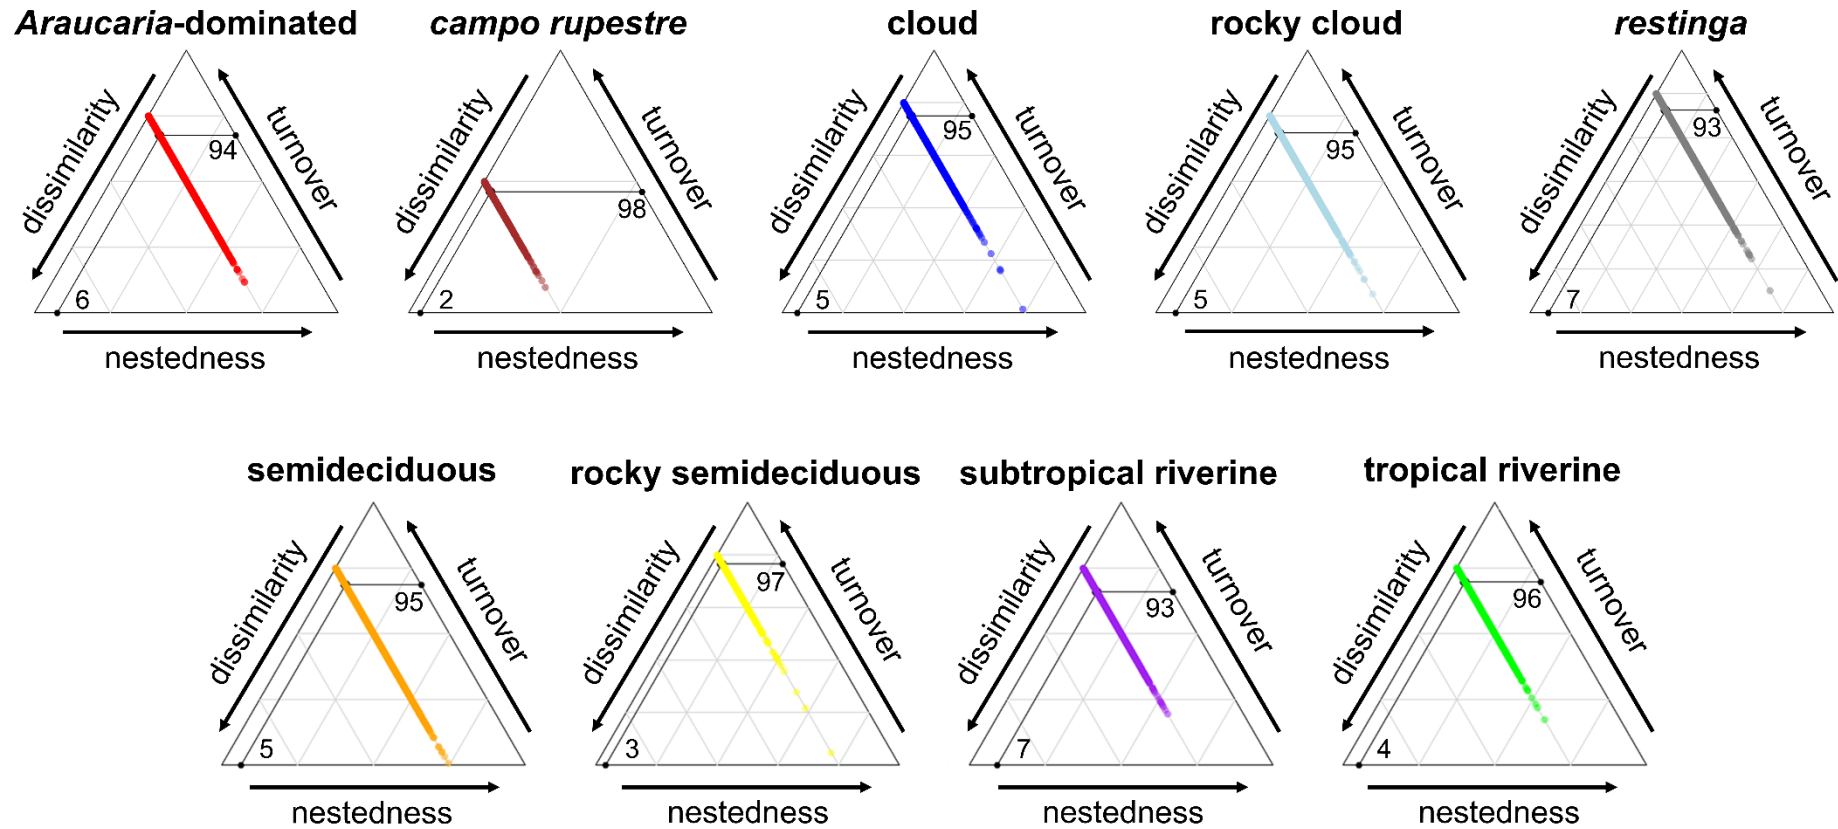 Araucaria-dominated
dissimilarity
turnover
94
6
nestedness
campo rupestre
dissimilarity
turnover
98
2
nestedness
cloud
dissimilarity
turnover
95
5
nestedness
rocky cloud
dissimilarity
turnover
95
5
nestedness
restinga
dissimilarity
turnover
93
7
nestedness
semideciduous
dissimilarity
turnover
95
5
nestedness
rocky semideciduous
dissimilarity
turnover
97
3
nestedness
subtropical riverine
dissimilarity
turnover
93
7
nestedness
tropical riverine
dissimilarity
turnover
96
4
nestedness